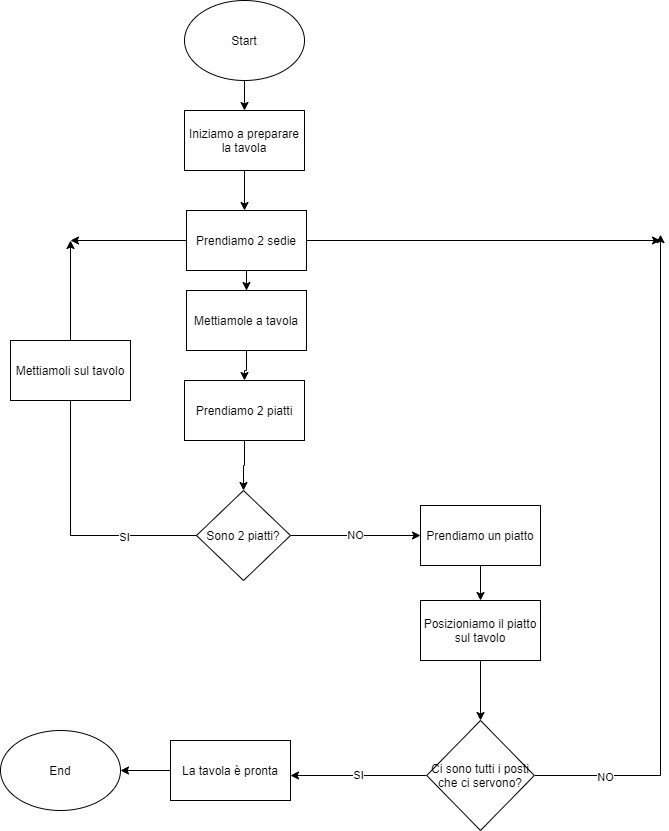 Start
Iniziamo a preparare
la tavola
Prendiamo 2 sedie
Mettiamole a tavola
Mettiamoli sul tavolo
Prendiamo 2 piatti
Sono 2 piatti?
SI
NO
Prendiamo un piatto
Posizioniamo il piatto
sul tavolo
Ci sono tutti i posti
che ci servono?
SI
NO
La tavola è pronta
End